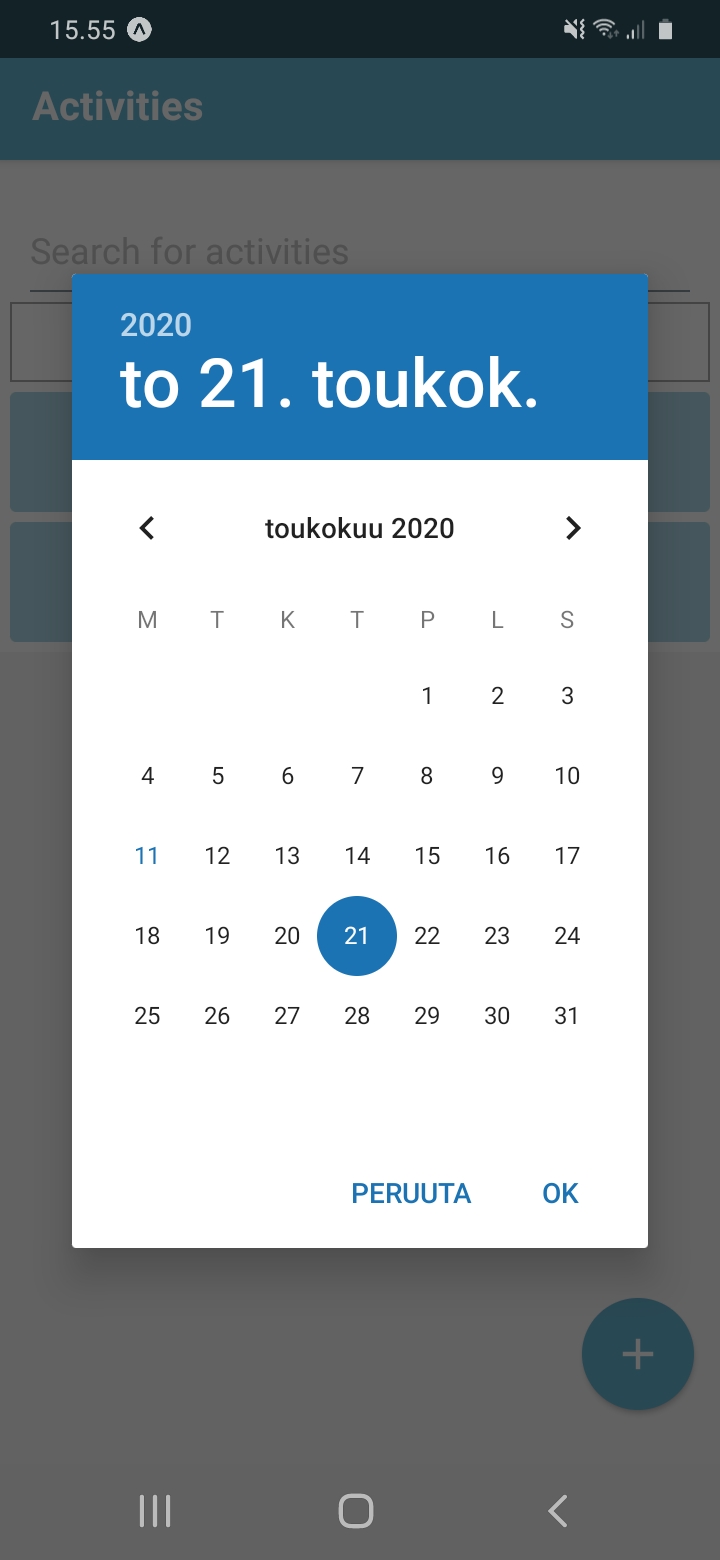 15.55
Activities
Search for activities
2020
to 21. toukok.
toukokuu 2020
M T K T P L S
1 2 3
4 5 6 7 8 9 10
11 12 13 14 15 16 17
18 19 20 21 22 23 24
25 26 27 28 29 30 31
PERUUTA OK